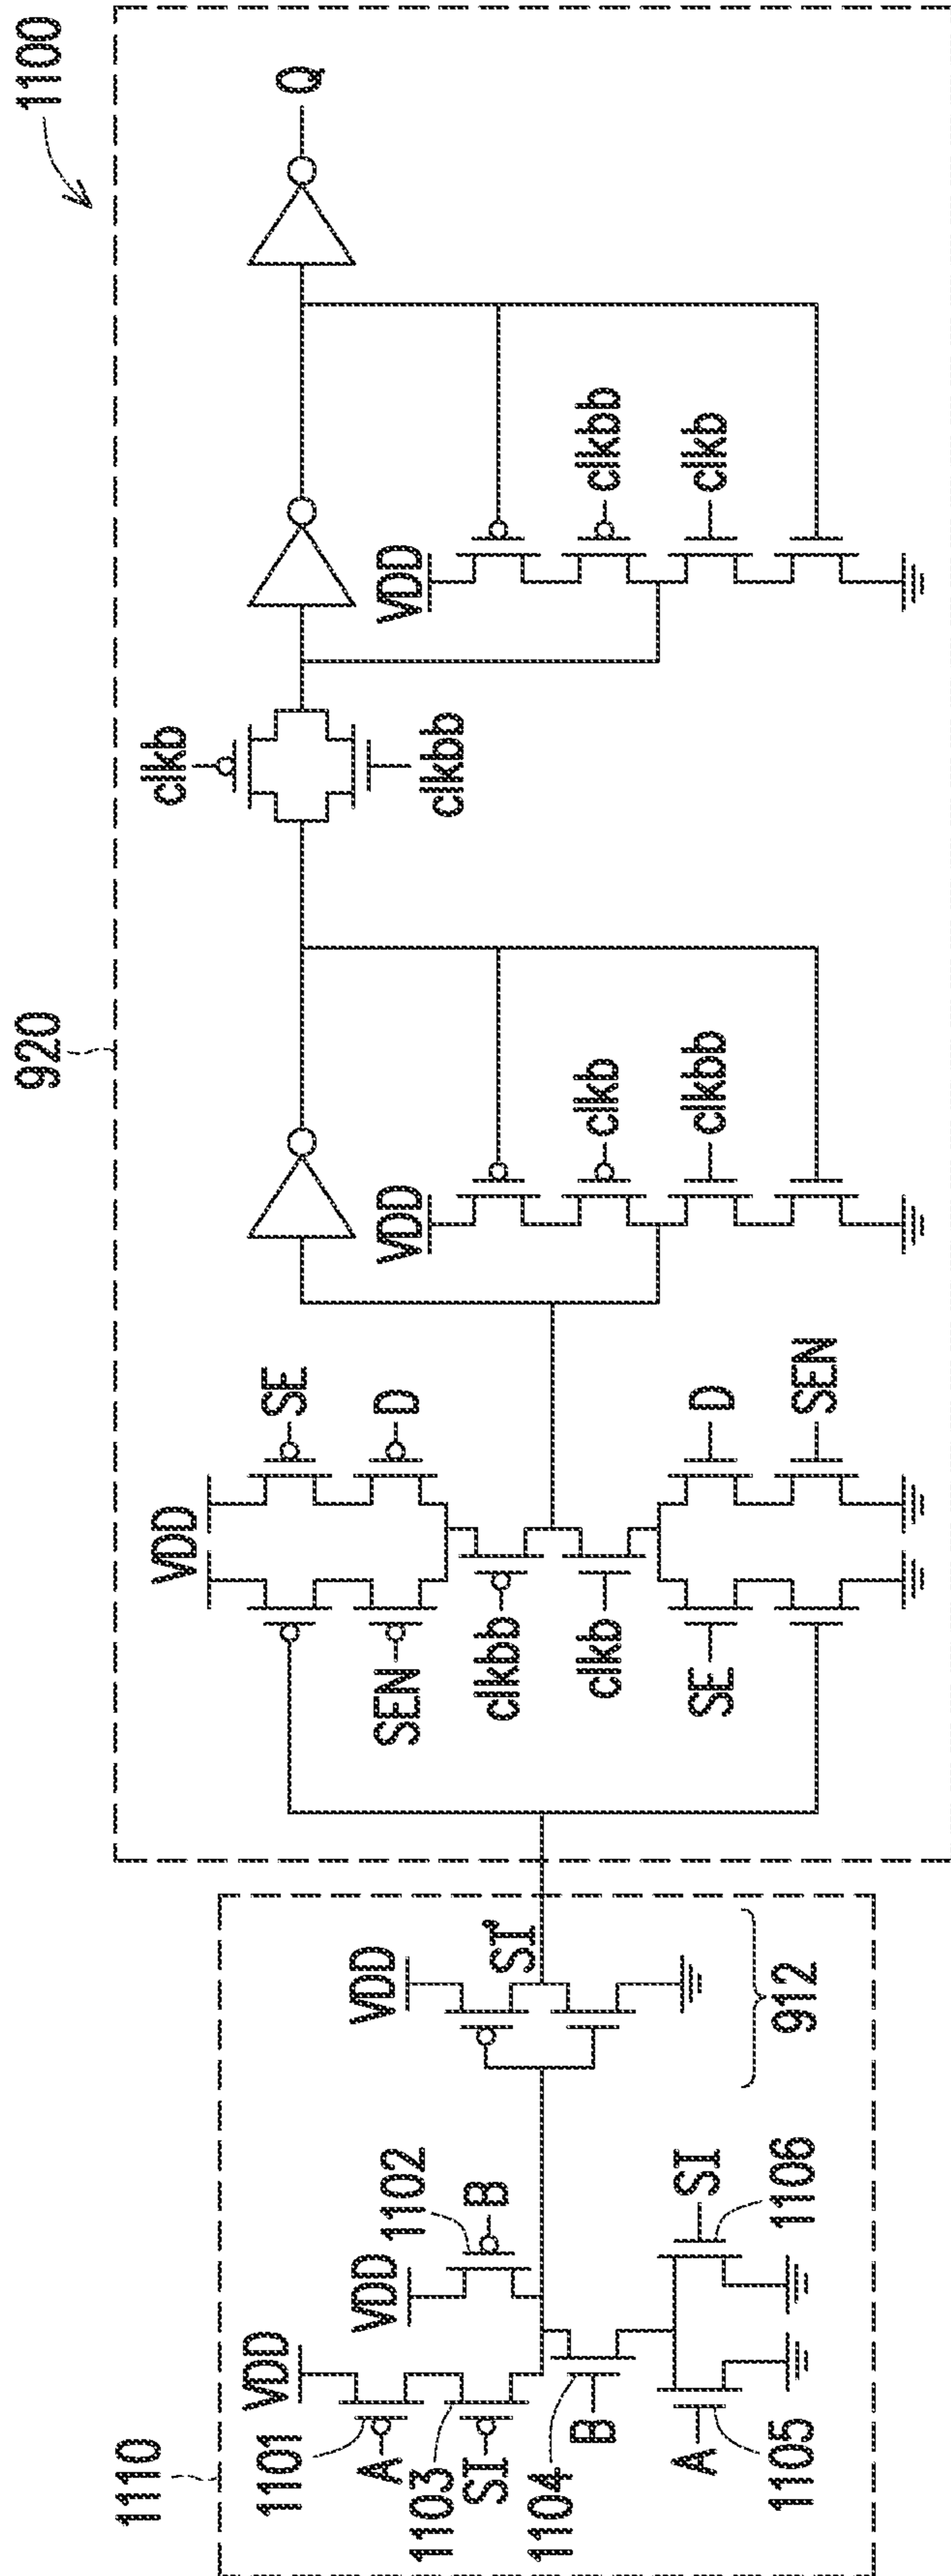 1100
920
1110
VDD
1101
A
1103
SI
VDD
1102
B
1104
B
A
1105
SI
1106
VDD
SI'
912
VDD
SE
D
SEN
clkbb
clkb
SE
D
SEN
VDD
clkb
clkbb
clkb
clkbb
VDD
clkbb
clkb
Q